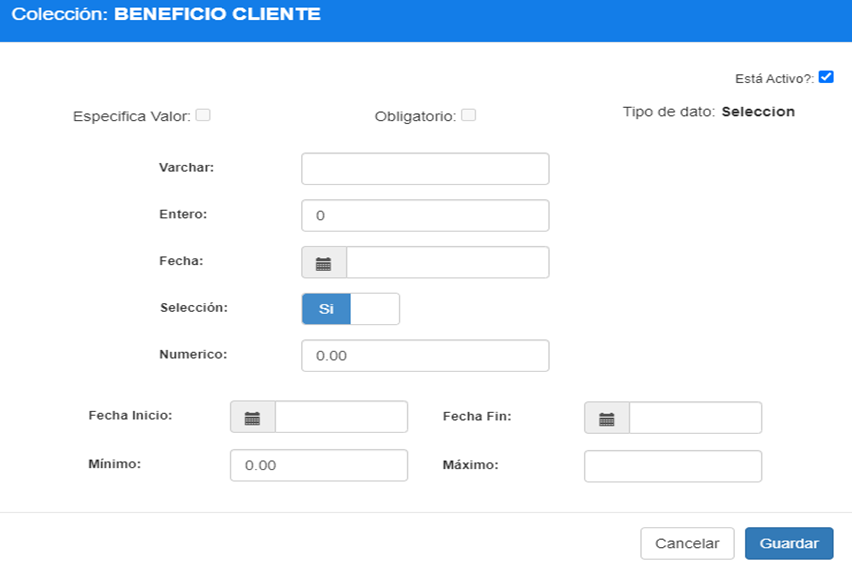 Colección: BENEFICIO CLIENTE
Está Activo?:
Especifica Valor: Obligatorio: Tipo de dato: Seleccion
Varchar:
Entero: 0
Fecha:
Selección: Si
Numerico: 0.00
Fecha Inicio: Fecha Fin:
Mínimo: 0.00 Máximo:
Cancelar Guardar